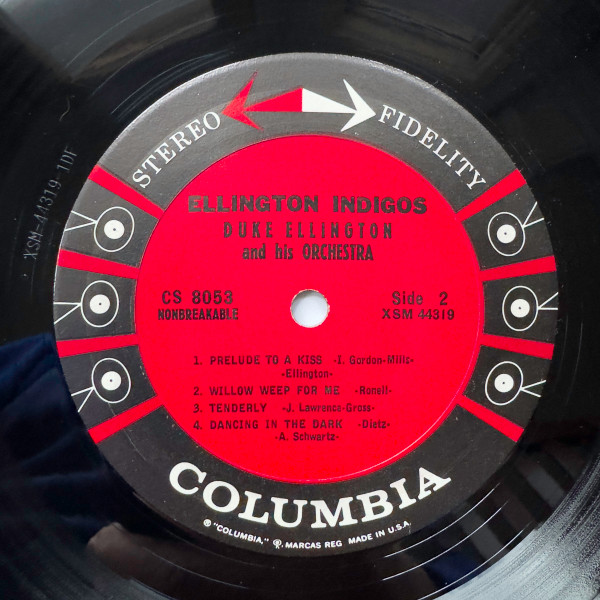 STEREO FIDELITY
ELLINGTON INDIGOS
DUKE ELLINGTON
and his ORCHESTRA
CS 8053
NONBREAKABLE
Side 2
XSM 44319
1. PRELUDE TO A KISS -I. Gordon-Mills-
-Ellington-
2. WILLOW WEEP FOR ME -Ronell-
3. TENDERLY -J. Lawrence-Gross-
4. DANCING IN THE DARK -Dietz-
-A. Schwartz-
COLUMBIA
® "COLUMBIA," ®. MARCAS REG MADE IN U.S.A.
XSM-44319-1DF